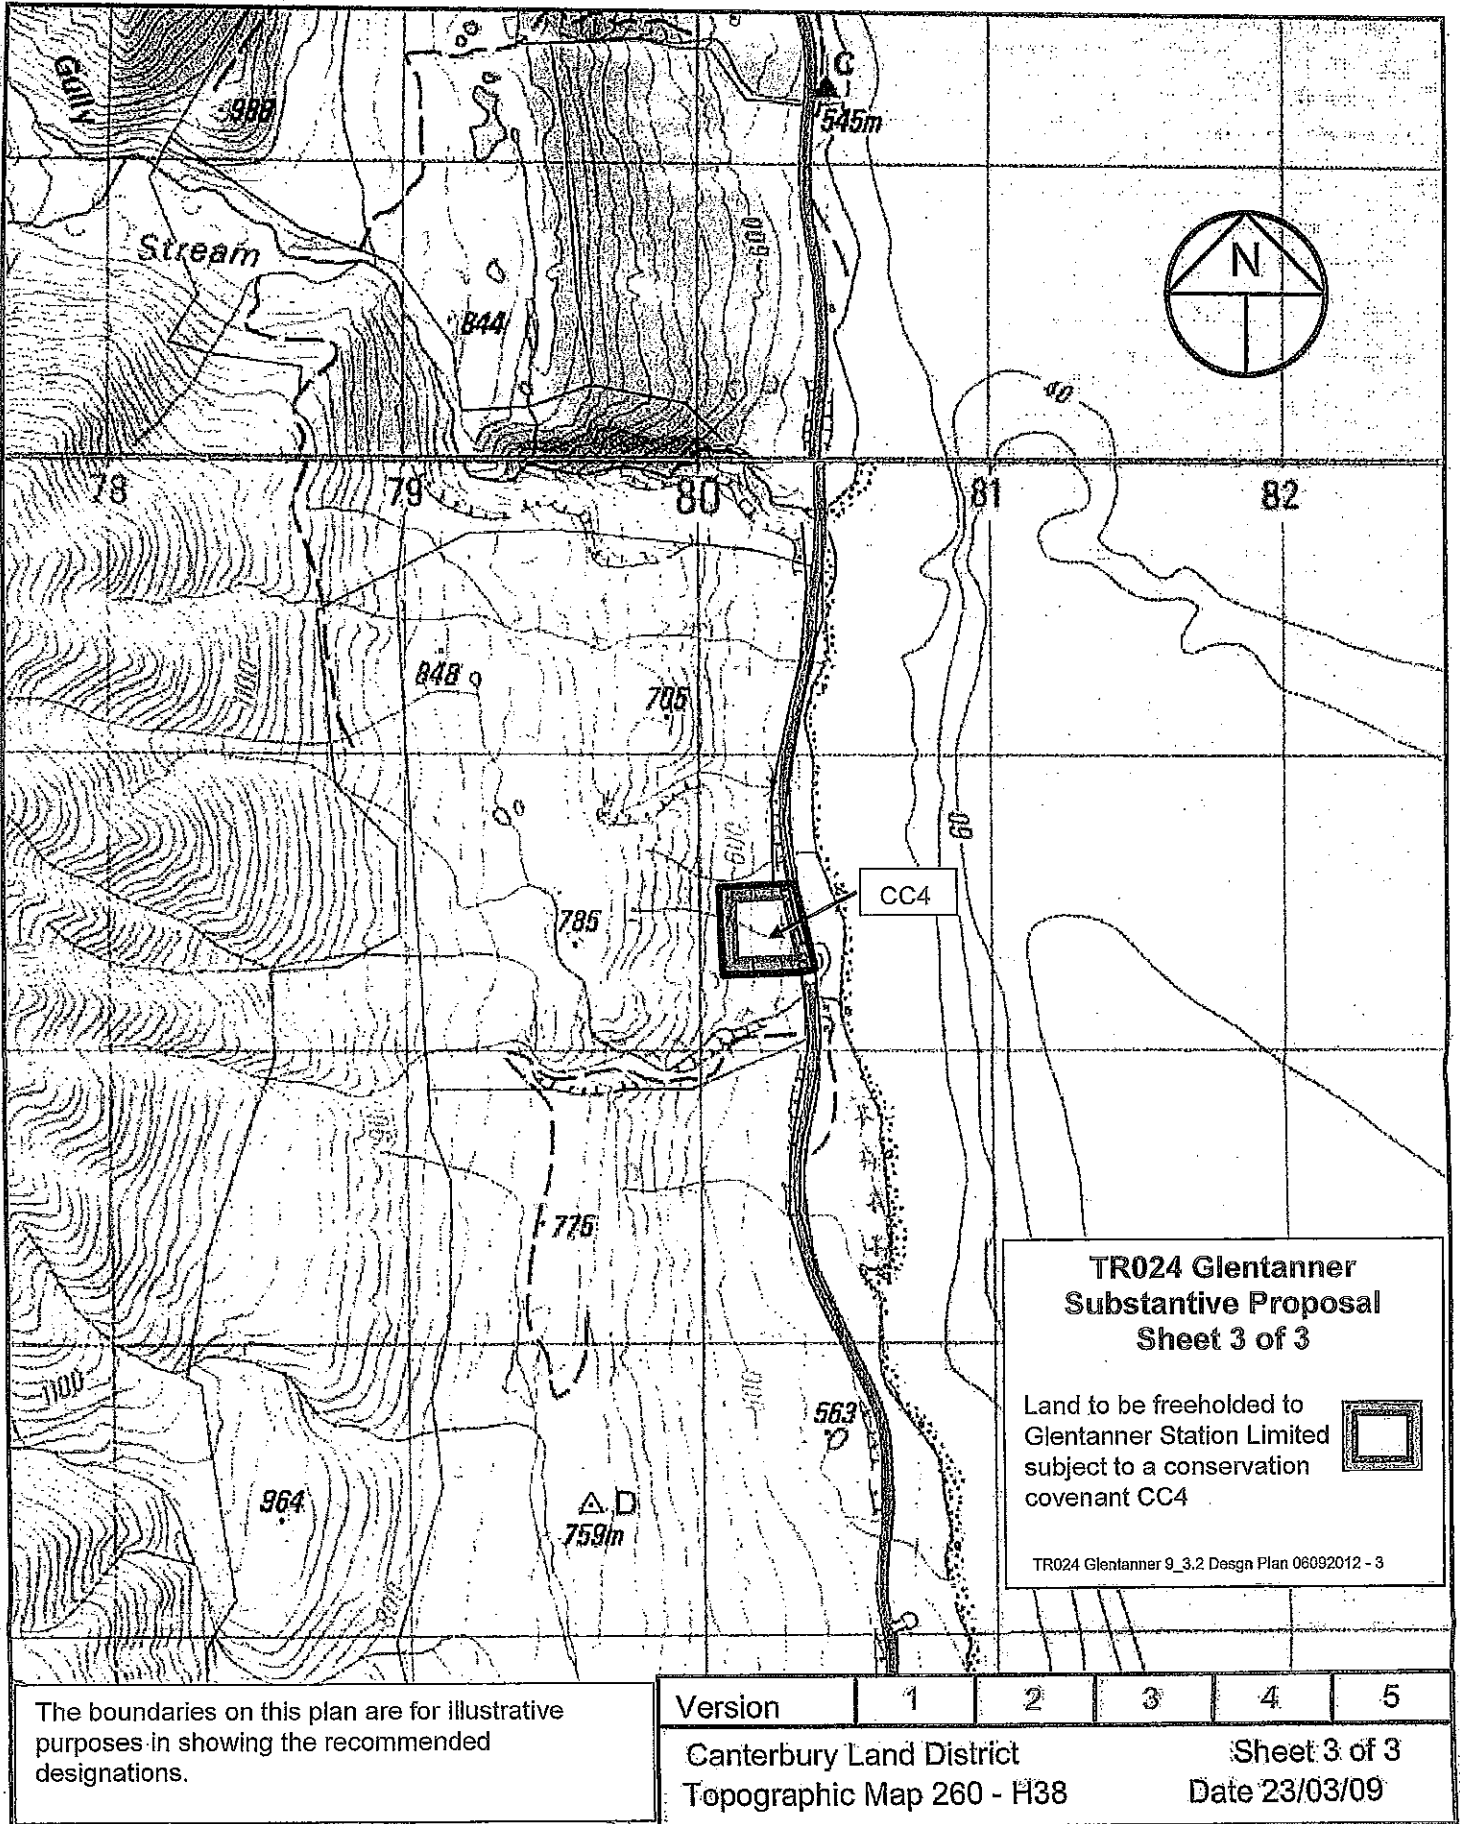 Gully
988
C
545m
Stream
600
844
N
40
78
79
80
81
82
848
705
1100
600
60
CC4
785
900
776
TR024 Glentanner
Substantive Proposal
Sheet 3 of 3
1100
700
563
Land to be freeholded to
Glentanner Station Limited
subject to a conservation
covenant CC4
964
D
759m
TR024 Glentanner 9_3.2 Desgn Plan 06092012 - 3
900
The boundaries on this plan are for illustrative
purposes in showing the recommended
designations.
Version 1 2 3 4 5
Canterbury Land District Sheet 3 of 3
Topographic Map 260 - H38 Date 23/03/09